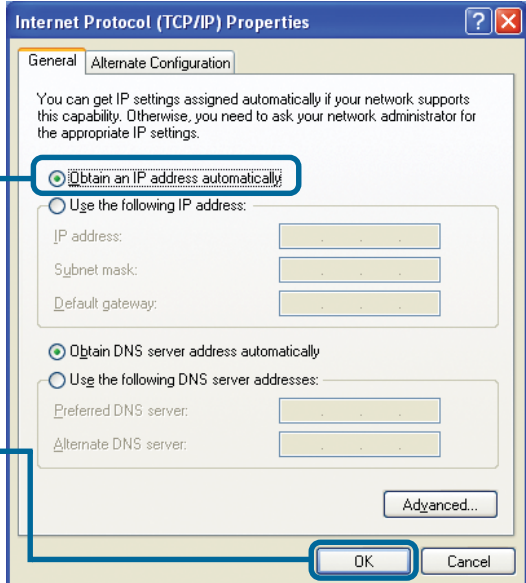 Internet Protocol (TCP/IP) Properties
General
Alternate Configuration
You can get IP settings assigned automatically if your network supports
this capability. Otherwise, you need to ask your network administrator for
the appropriate IP settings.
Obtain an IP address automatically
Use the following IP address:
IP address:
Subnet mask:
Default gateway:
Obtain DNS server address automatically
Use the following DNS server addresses:
Preferred DNS server:
Alternate DNS server:
Advanced...
OK
Cancel